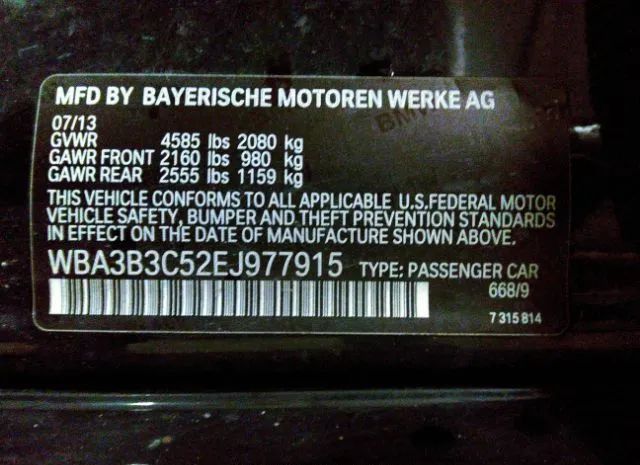 MFD BY BAYERISCHE MOTOREN WERKE AG
07/13
GVWR 4585 lbs 2080 kg
GAWR FRONT 2160 lbs 980 kg
GAWR REAR 2555 lbs 1159 kg
THIS VEHICLE CONFORMS TO ALL APPLICABLE U.S.FEDERAL MOTOR
VEHICLE SAFETY, BUMPER AND THEFT PREVENTION STANDARDS
IN EFFECT ON THE DATE OF MANUFACTURE SHOWN ABOVE.
WBA3B3C52EJ977915 TYPE: PASSENGER CAR
668/9
7 315 814